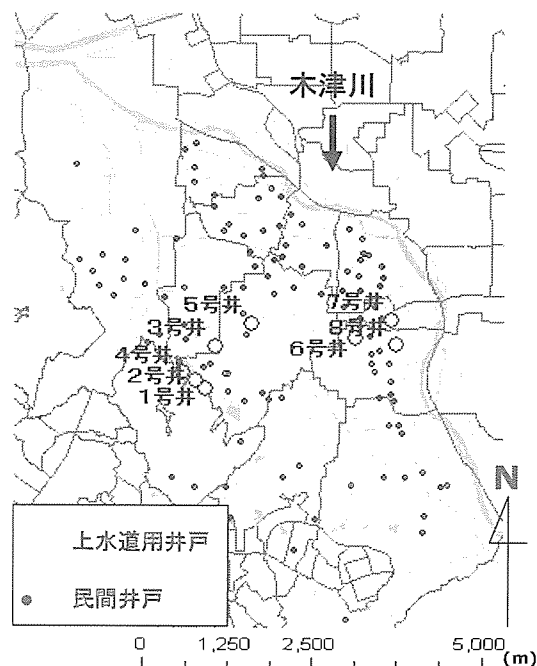 木津川
5号井
7号井
3号井
8号井
6号井
4号井
2号井
1号井
N
上水道用井戸
民間井戸
0 1,250 2,500 5,000
(m)